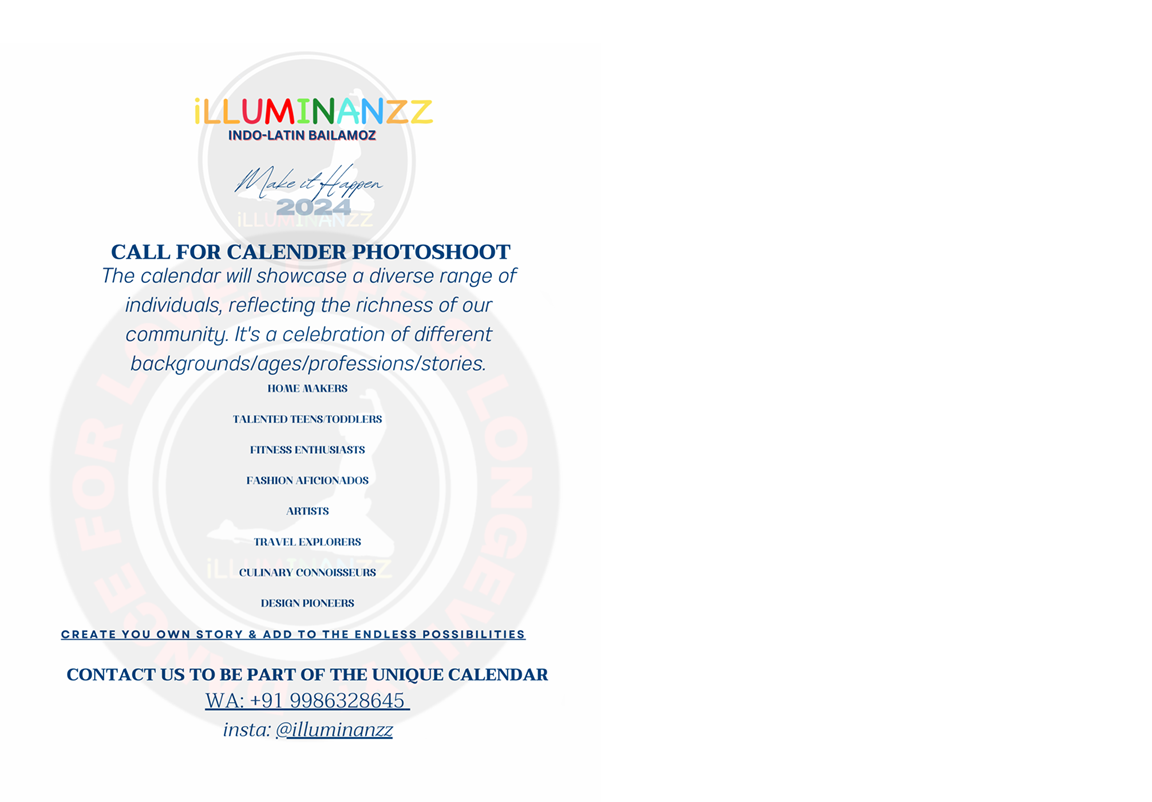 iLLUMINANZZ
INDO-LATIN BAILAMOZ
Make it Happen
2024
iLLUMINANZZ
CALL FOR CALENDER PHOTOSHOOT
The calendar will showcase a diverse range of
individuals, reflecting the richness of our
community. It's a celebration of different
backgrounds/ages/professions/stories.
HOME MAKERS
TALENTED TEENS/TODDLERS
FITNESS ENTHUSIASTS
FASHION AFICIONADOS
ARTISTS
TRAVEL EXPLORERS
iLLUMINANZZ
CULINARY CONNOISSEURS
DESIGN PIONEERS
CREATE YOU OWN STORY & ADD TO THE ENDLESS POSSIBILITIES
CONTACT US TO BE PART OF THE UNIQUE CALENDAR
WA: +91 9986328645
insta: @illuminanzz